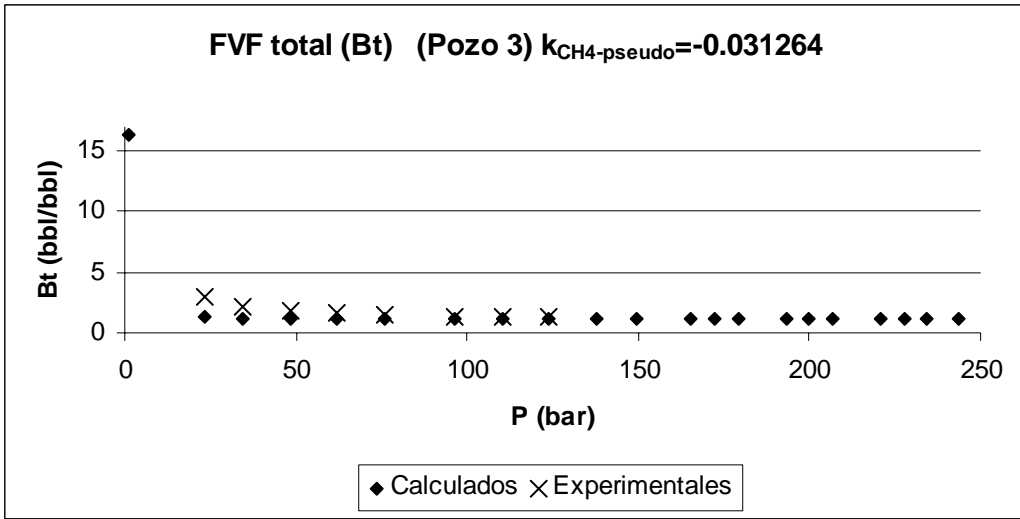 FVF total (Bt) (Pozo 3) kCH4-pseudo=-0.031264
Bt (bbl/bbl)
15
10
5
0
0 50 100 150 200 250
P (bar)
Calculados Experimentales